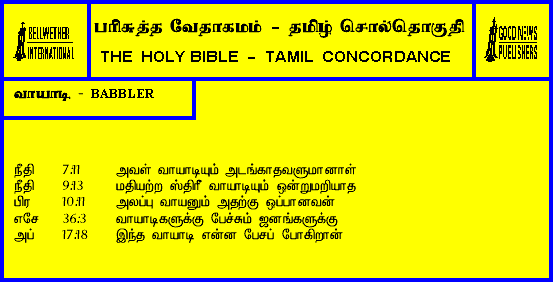 BELLWETHER
INTERNATIONAL
பரிசுத்த வேதாகமம் - தமிழ் சொல்தொகுதி
THE HOLY BIBLE - TAMIL CONCORDANCE
GOOD NEWS
PUBLISHERS
வாயாடி - BABBLER
நீதி 7:11 அவள் வாயாடியும் அடங்காதவளுமானாள்
நீதி 9:13 மதியற்ற ஸ்திரீ வாயாடியும் ஒன்றுமறியாத
பிர 10:11 அலப்பு வாயனும் அதற்கு ஒப்பானவன்
எசே 36:3 வாயாடிகளுக்கு பேச்சும் ஜனங்களுக்கு
அப் 17:18 இந்த வாயாடி என்ன பேசப் போகிறான்